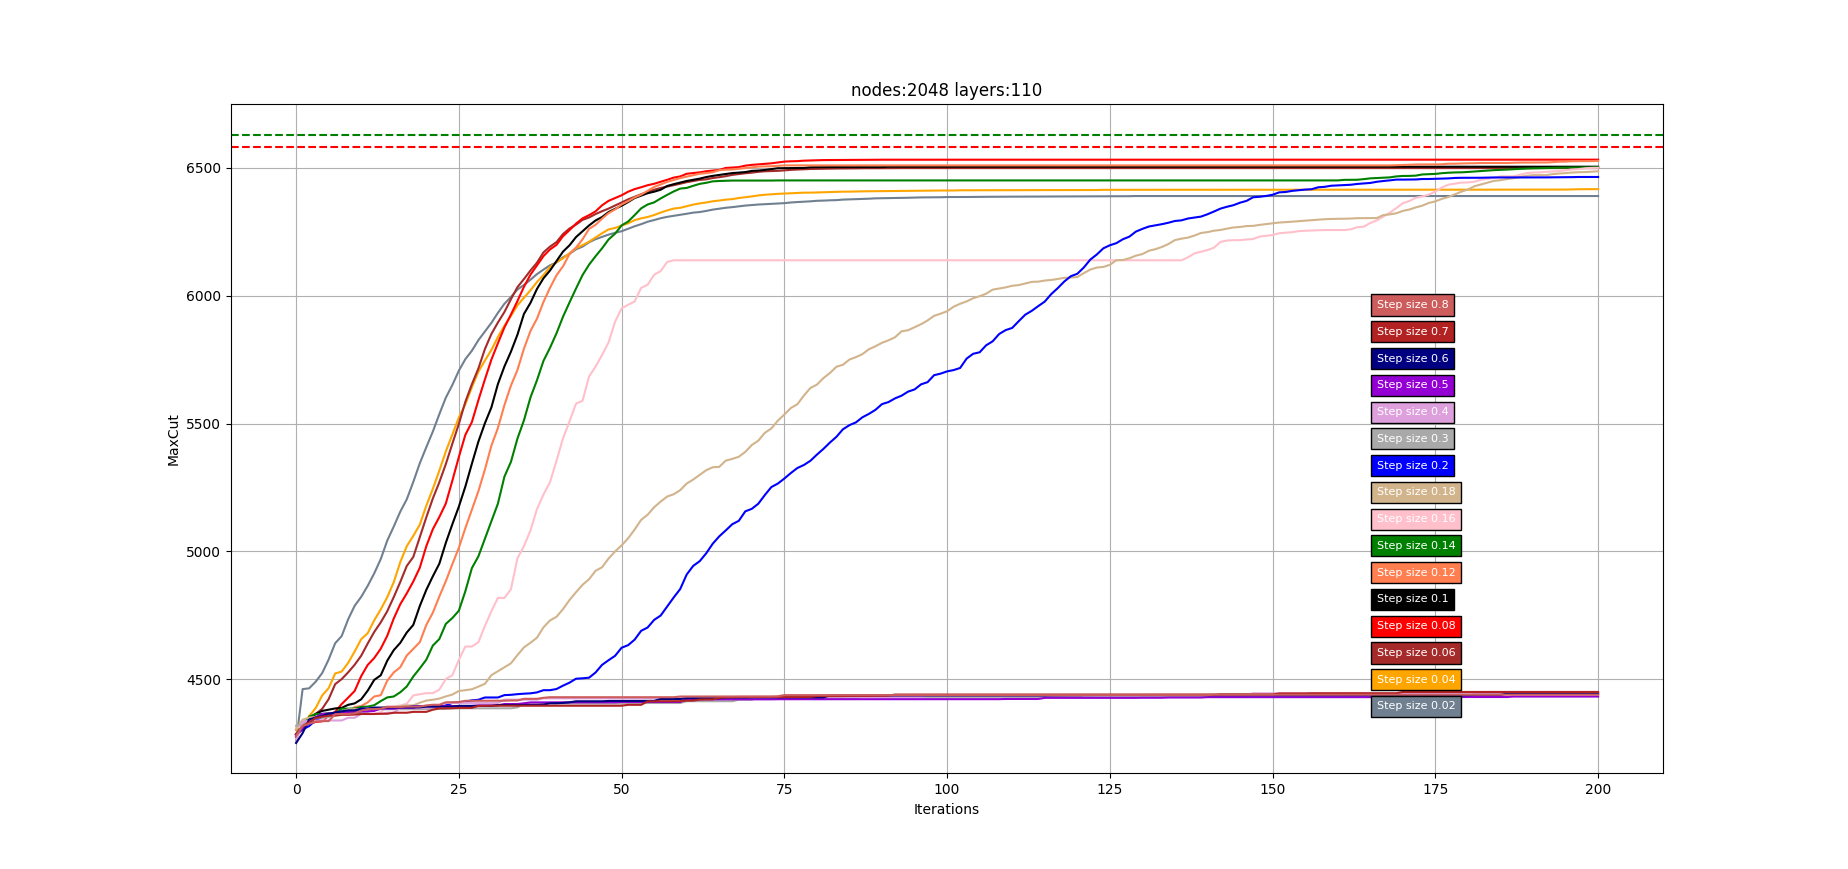 nodes:2048 layers:110
MaxCut
6500
6000
5500
5000
4500
Step size 0.8
Step size 0.7
Step size 0.6
Step size 0.5
Step size 0.4
Step size 0.3
Step size 0.2
Step size 0.18
Step size 0.16
Step size 0.14
Step size 0.12
Step size 0.1
Step size 0.08
Step size 0.06
Step size 0.04
Step size 0.02
0 25 50 75 100 125 150 175 200
Iterations